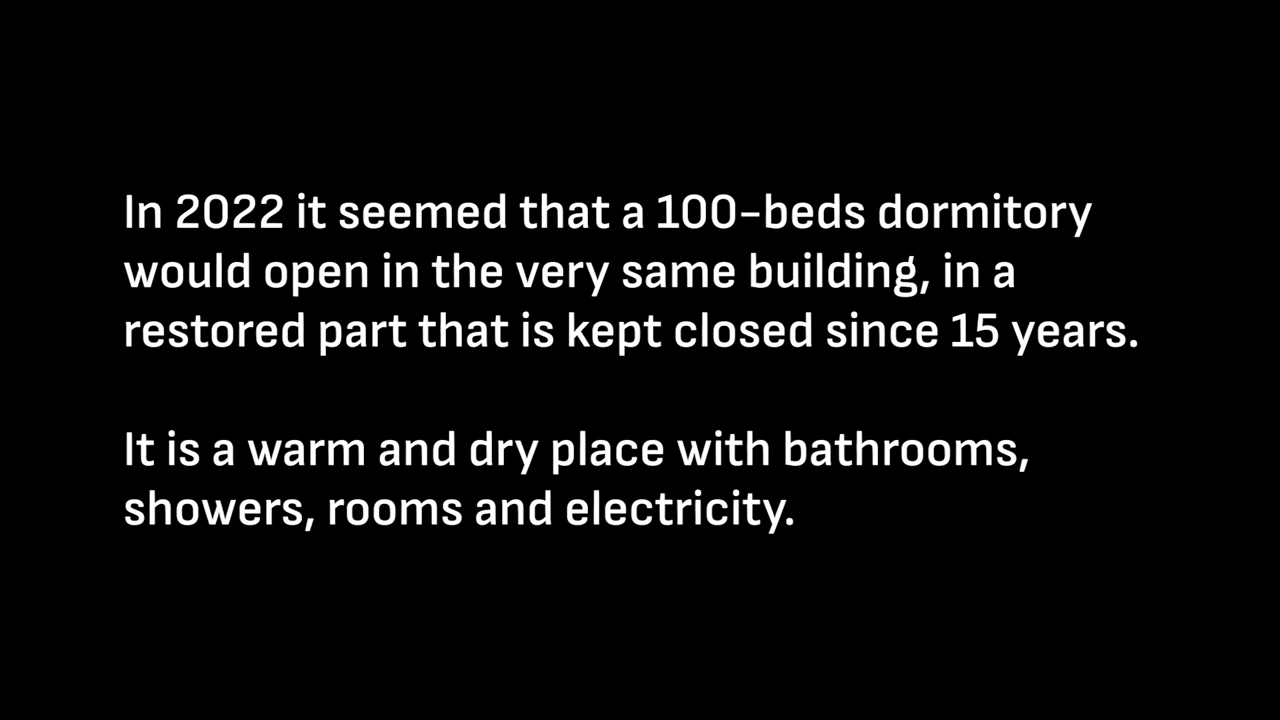 In 2022 it seemed that a 100-beds dormitory
would open in the very same building, in a
restored part that is kept closed since 15 years.
It is a warm and dry place with bathrooms,
showers, rooms and electricity.